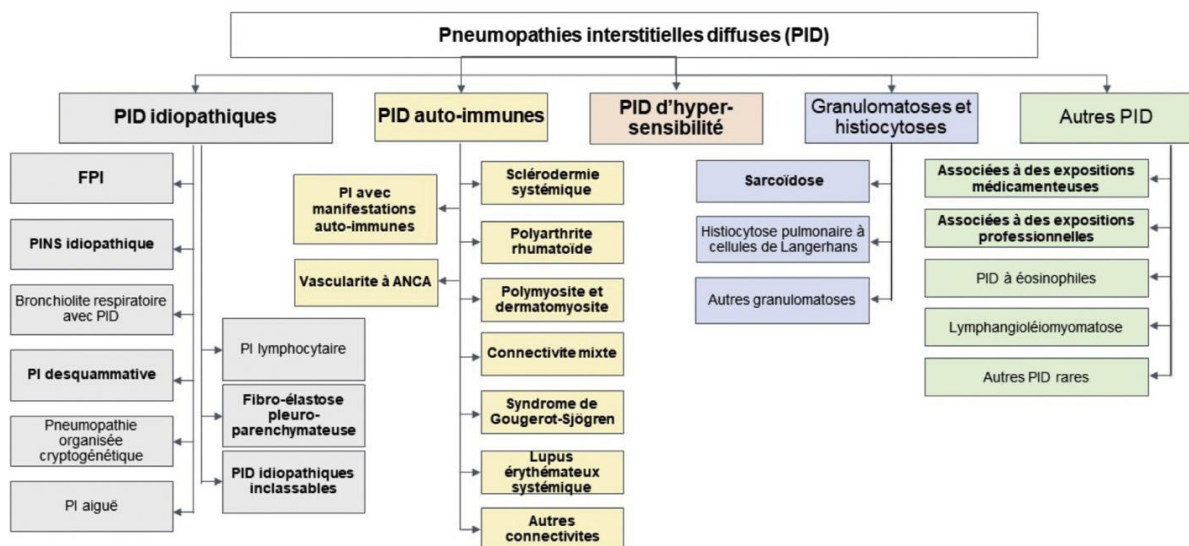 Pneumopathies interstitielles diffuses (PID)
PID idiopathiques
FPI
PINS idiopathique
Bronchiolite respiratoire
avec PID
PI desquammative
Pneumopathie
organisée
cryptogénétique
PI aiguë
PI lymphocytaire
Fibro-élastose
pleuro-
parenchymateuse
PID idiopathiques
inclassables
PID auto-immunes
PI avec
manifestations
auto-immunes
Vascularite à ANCA
Sclérodermie
systémique
Polyarthrite
rhumatoïde
Polymyosite et
dermatomyosite
Connectivite mixte
Syndrome de
Gougerot-Sjögren
Lupus
érythémateux
systémique
Autres
connectivites
PID d’hyper-
sensibilité
Granulomatoses et
histiocytoses
Sarcoïdose
Histiocytose pulmonaire à
cellules de Langerhans
Autres granulomatoses
Autres PID
Associées à des expositions
médicamenteuses
Associées à des expositions
professionnelles
PID à éosinophiles
Lymphangioléiomyomatose
Autres PID rares